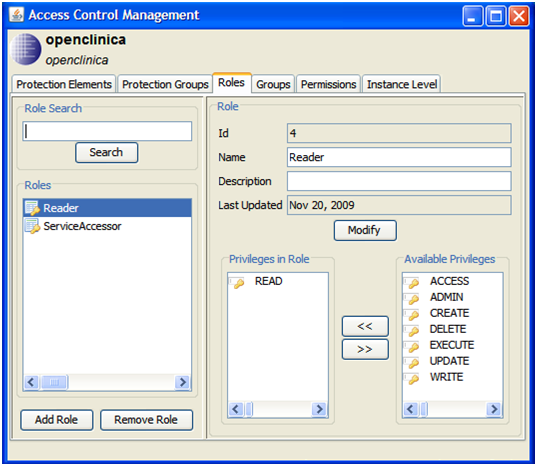 Access Control Management
openclinica
openclinica
Protection Elements Protection Groups Roles Groups Permissions Instance Level
Role Search
Search
Roles
Reader
ServiceAccessor
Add Role Remove Role
Role
Id 4
Name Reader
Description
Last Updated Nov 20, 2009
Modify
Privileges in Role
READ
<<
>>
Available Privileges
ACCESS
ADMIN
CREATE
DELETE
EXECUTE
UPDATE
WRITE